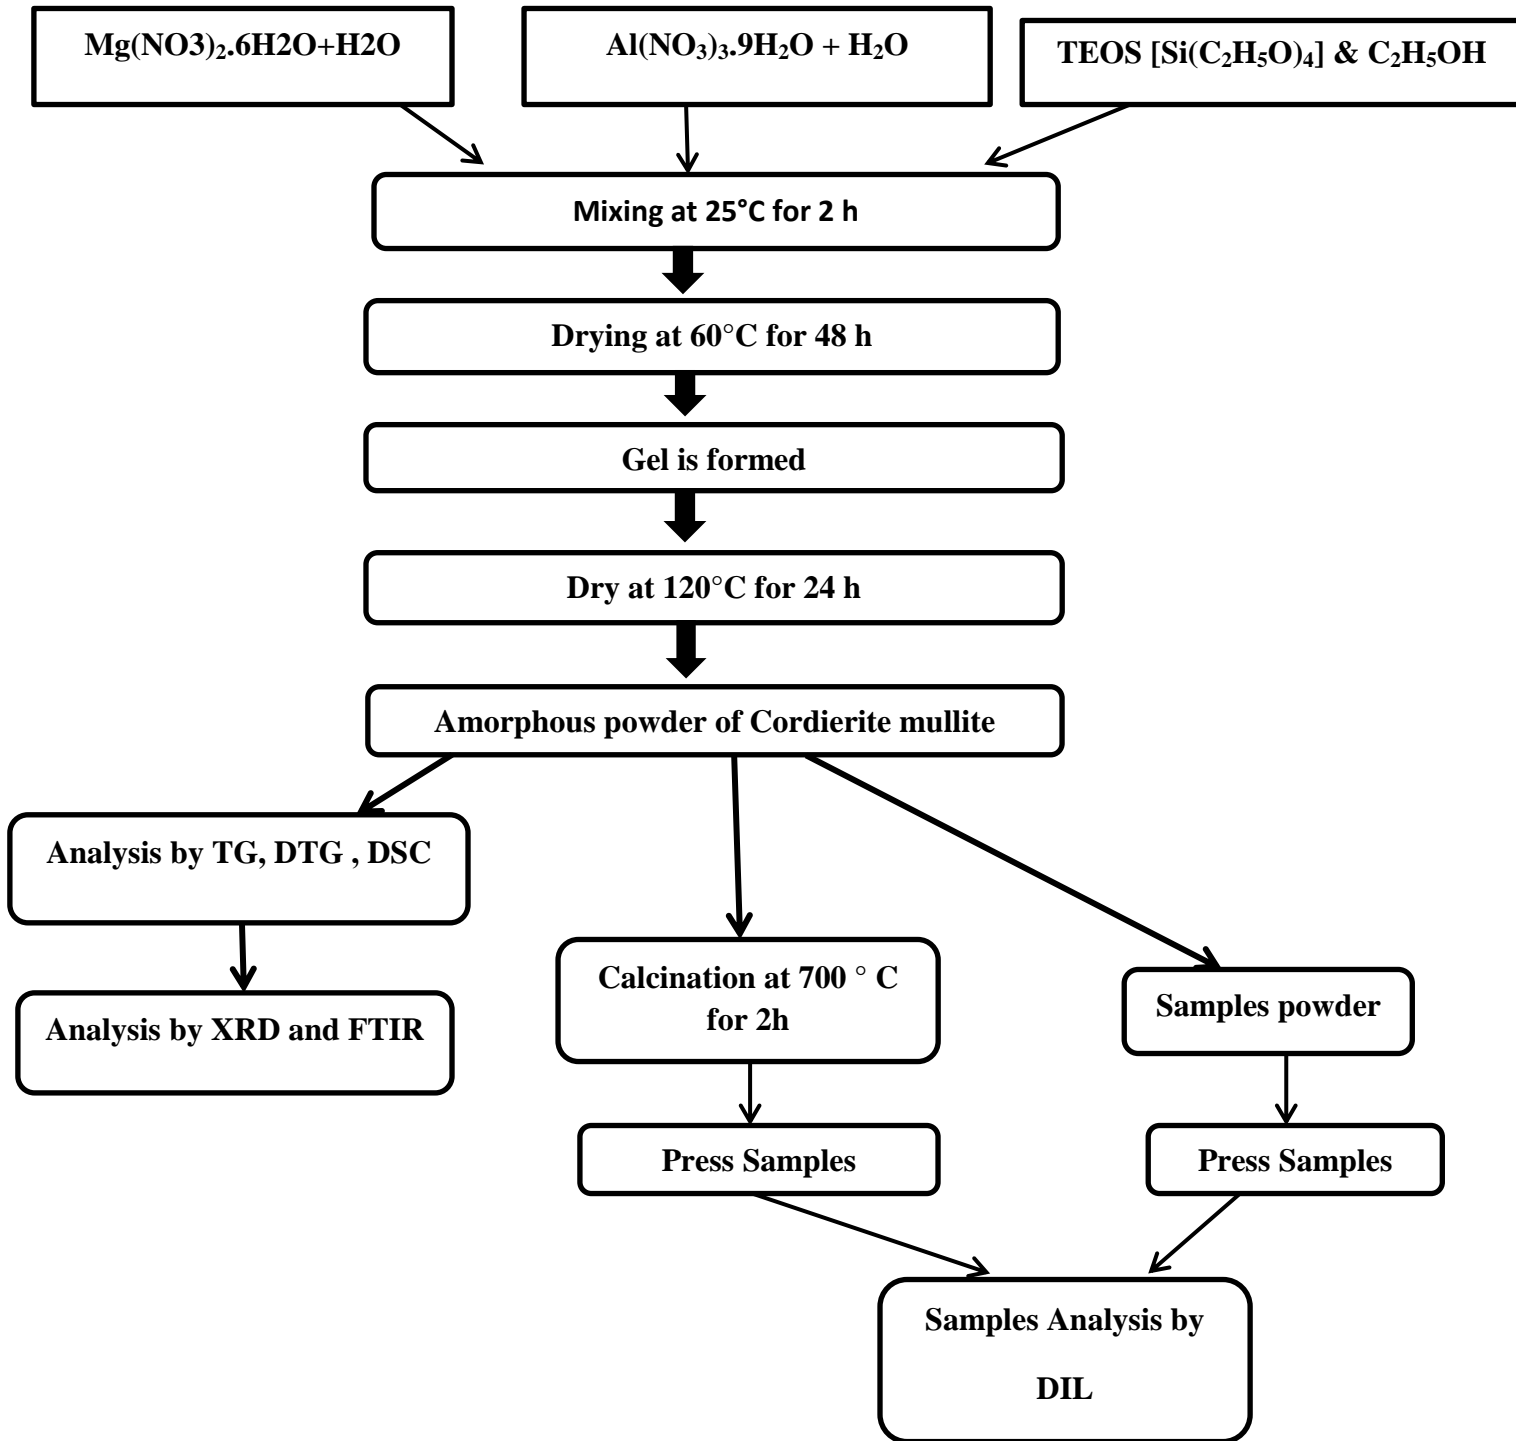 Mg(NO3)₂.6H2O+H2O
Al(NO₃)₃.9H₂O + H₂O
TEOS [Si(C₂H₅O)₄] & C₂H₅OH
Mixing at 25°C for 2 h
Drying at 60°C for 48 h
Gel is formed
Dry at 120°C for 24 h
Amorphous powder of Cordierite mullite
Analysis by TG, DTG , DSC
Calcination at 700 ° C
for 2h
Samples powder
Analysis by XRD and FTIR
Press Samples
Press Samples
Samples Analysis by
DIL